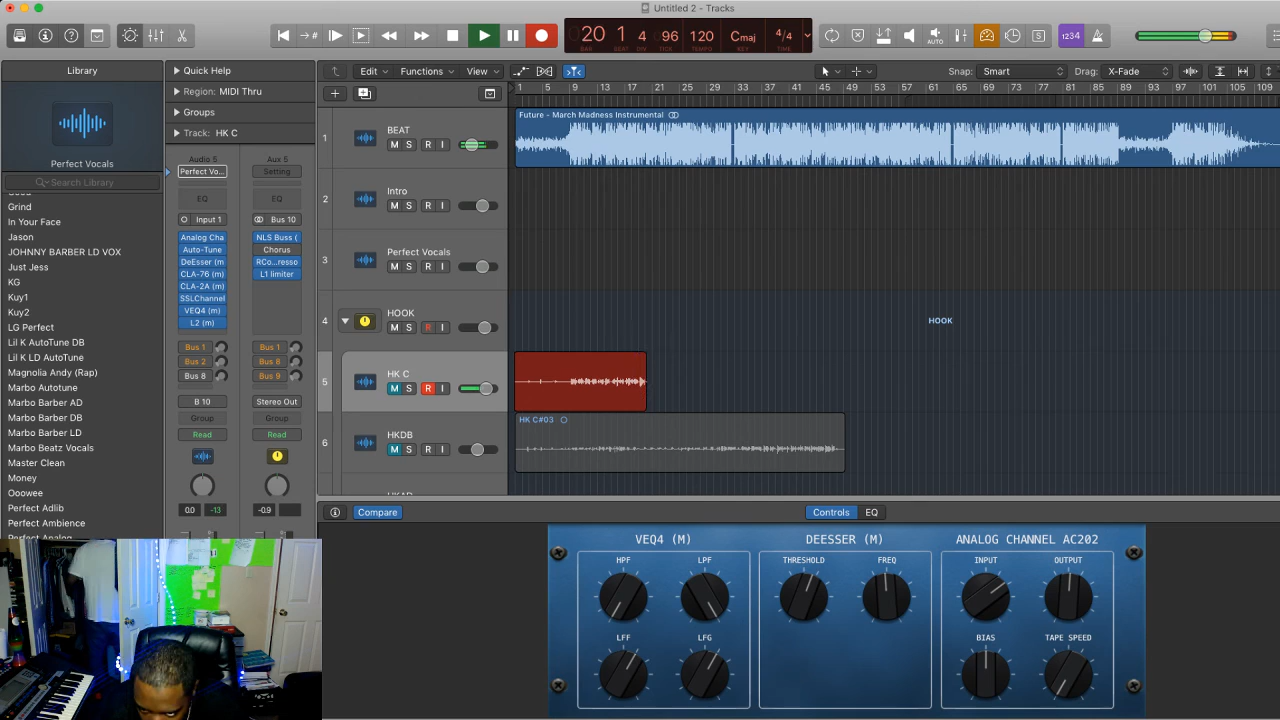 Untitled 2 - Tracks
20 1 4 96 120 Cmaj 4/4
BAR BEAT DIV TEMPO KEY TIME
1234
Library
Quick Help
Region: MIDI Thru
Groups
Track: HK C
Edit Functions View
Snap: Smart
Drag: X-Fade
1 5 9 13 17 21 25 29 33 37 41 45 49 53 57 61 65 69 73 77 81 85 89 93 97 101 105 109
Perfect Vocals
Search Library
Grind
In Your Face
Jason
JOHNNY BARBER LD VOX
Just Jess
KG
Kuy1
Kuy2
LG Perfect
Lil K AutoTune DB
Lil K LD AutoTune
Magnolia Andy (Rap)
Marbo Autotune
Marbo Barber AD
Marbo Barber DB
Marbo Barber LD
Marbo Beatz Vocals
Master Clean
Money
Ooowee
Perfect Adlib
Perfect Ambience
Perfect Analog
Audio 5 Aux 5
Perfect Vo... Setting
EQ EQ
Input 1 Bus 10
Analog Cha NLS Buss (
Auto-Tune Chorus
DeEsser (m RCo...resso
CLA-76 (m) L1 limiter
CLA-2A (m)
SSLChannel
VEQ4 (m)
L2 (m)
Bus 1 Bus 1
Bus 2 Bus 8
Bus 8 Bus 9
B 10 Stereo Out
Group Group
Read Read
0.0 -13 -0.9
1 BEAT
M S R I
Future - March Madness Instrumental
2 Intro
M S R I
3 Perfect Vocals
M S R I
4 HOOK
M S R I
HOOK
5 HK C
M S R I
6 HKDB
M S R I
HK C#03
Compare
Controls EQ
VEQ4 (M) DEESSER (M) ANALOG CHANNEL AC202
HPF LPF THRESHOLD FREQ INPUT OUTPUT
LFF LFG BIAS TAPE SPEED